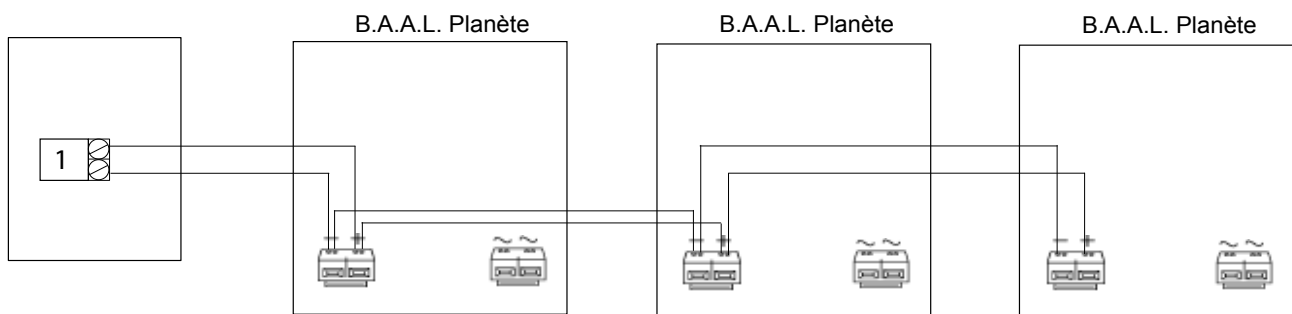 B.A.A.L. Planète
B.A.A.L. Planète
B.A.A.L. Planète
1
− +
∼ ∼
− +
∼ ∼
− +
∼ ∼